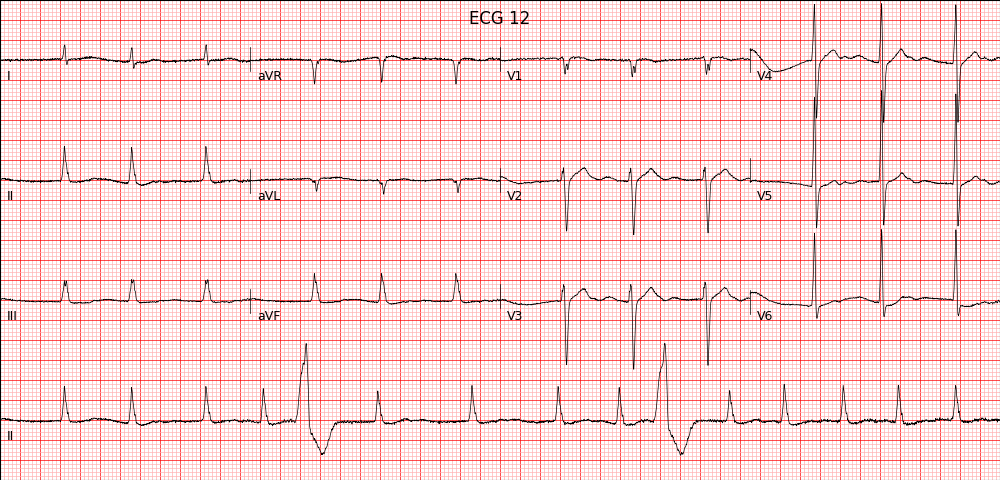 ECG 12
I aVR V1 V4
II aVL V2 V5
III aVF V3 V6
II